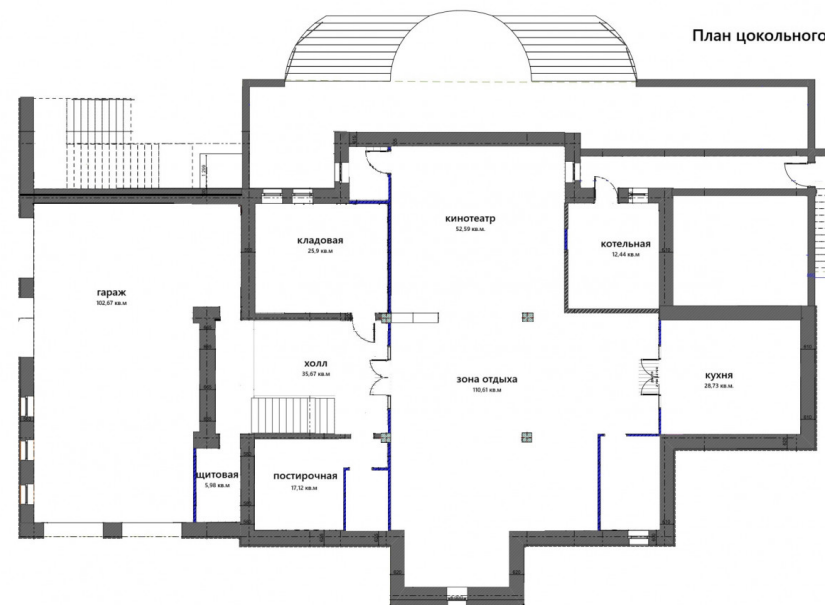 План цокольного
кинотеатр
52,59 кв.м.
кладовая
25,9 кв.м
котельная
12,44 кв.м
гараж
102,67 кв.м
холл
35,67 кв.м
зона отдыха
110,61 кв.м
кухня
28,73 кв.м.
щитовая
5,98 кв.м
постирочная
17,12 кв.м